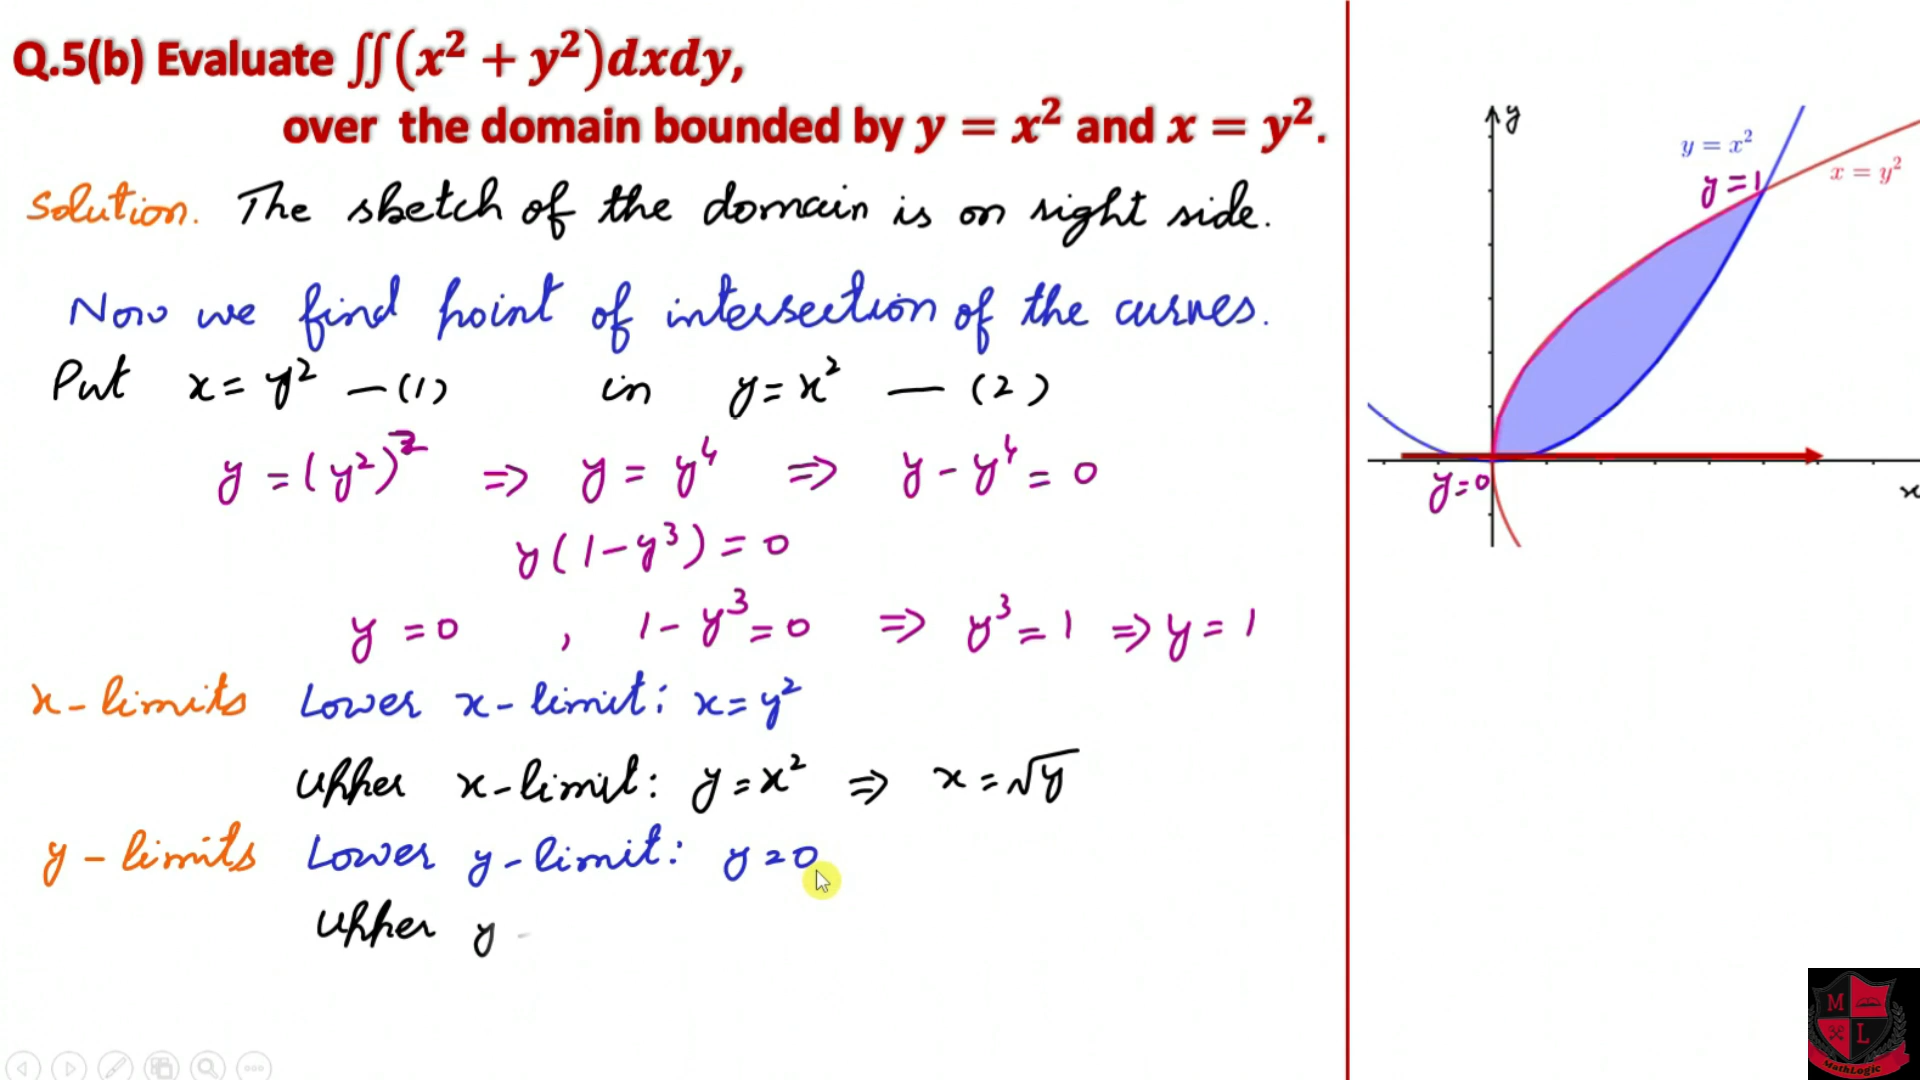 Q.5(b) Evaluate ∬(x² + y²)dxdy,
over the domain bounded by y = x² and x = y².
Solution. The sketch of the domain is on right side.
Now we find point of intersection of the curves.
Put x = y² —(1) in y = x² — (2)
y = (y²)² ⇒ y = y⁴ ⇒ y - y⁴ = 0
y(1-y³) = 0
y = 0 , 1 - y³ = 0 ⇒ y³ = 1 ⇒ y = 1
x-limits Lower x-limit: x = y²
Upper x-limit: y = x² ⇒ x = √y
y-limits Lower y-limit: y = 0
Upper y -
y
y = x²
x = y²
y = 1
y = 0
x
M
L
MathLogic